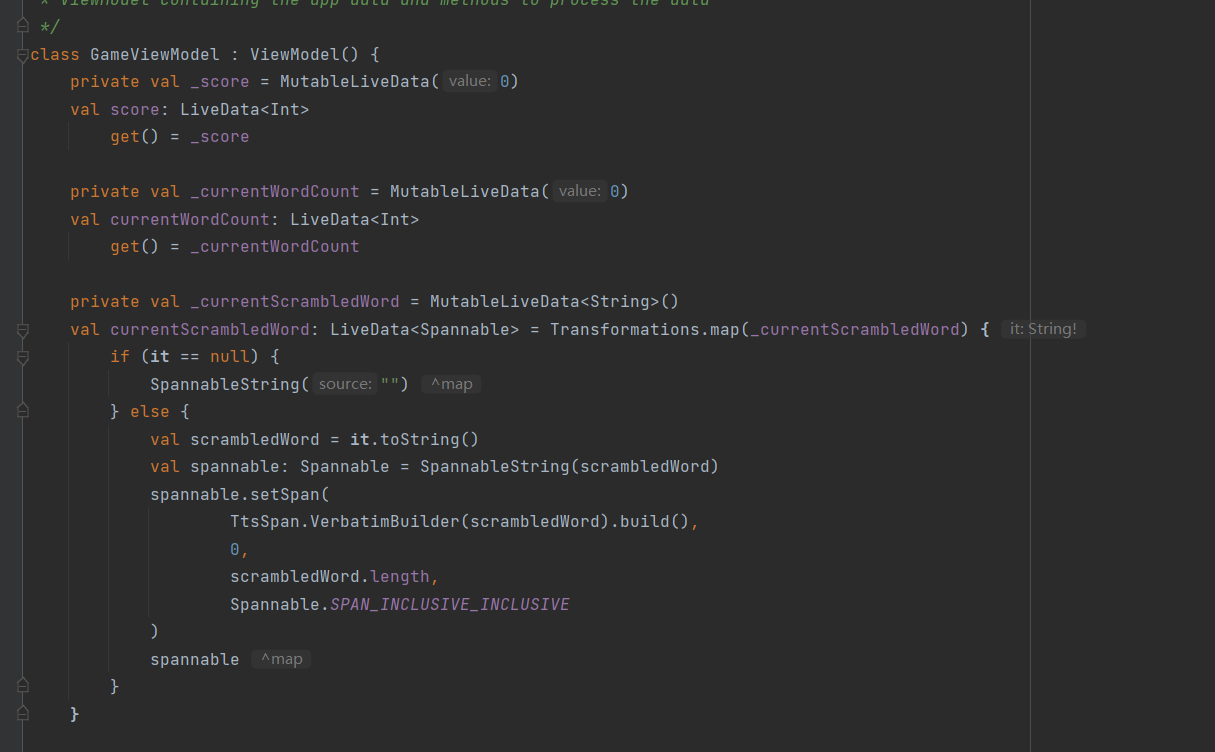 * ViewModel containing the app data and methods to process the data
*/
class GameViewModel : ViewModel() {
    private val _score = MutableLiveData( value: 0)
    val score: LiveData<Int>
        get() = _score

    private val _currentWordCount = MutableLiveData( value: 0)
    val currentWordCount: LiveData<Int>
        get() = _currentWordCount

    private val _currentScrambledWord = MutableLiveData<String>()
    val currentScrambledWord: LiveData<Spannable> = Transformations.map(_currentScrambledWord) { it: String!
        if (it == null) {
            SpannableString( source: "") ^map
        } else {
            val scrambledWord = it.toString()
            val spannable: Spannable = SpannableString(scrambledWord)
            spannable.setSpan(
                    TtsSpan.VerbatimBuilder(scrambledWord).build(),
                    0,
                    scrambledWord.length,
                    Spannable.SPAN_INCLUSIVE_INCLUSIVE
            )
            spannable ^map
        }
    }